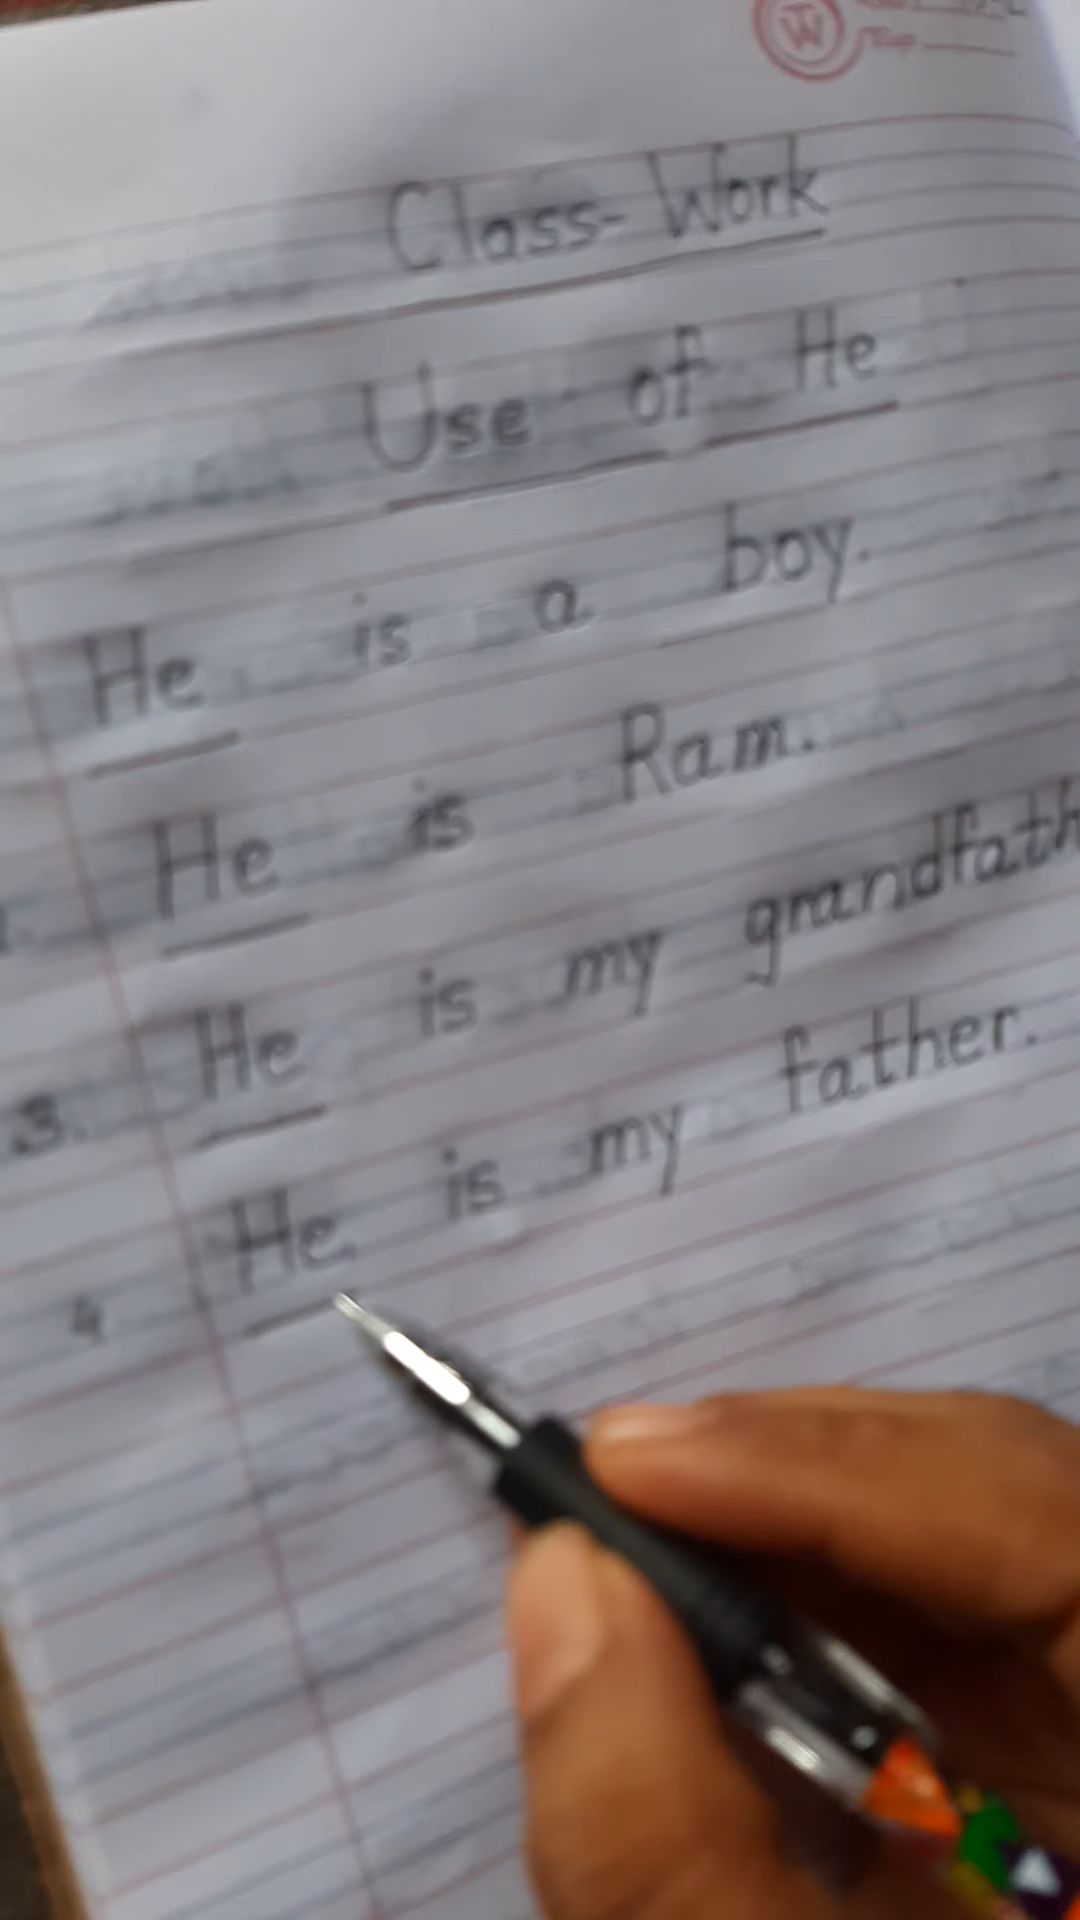 Class-Work
Use of He
He is a boy.
He is Ram.
3. He is my grandfath
4 He is my father.